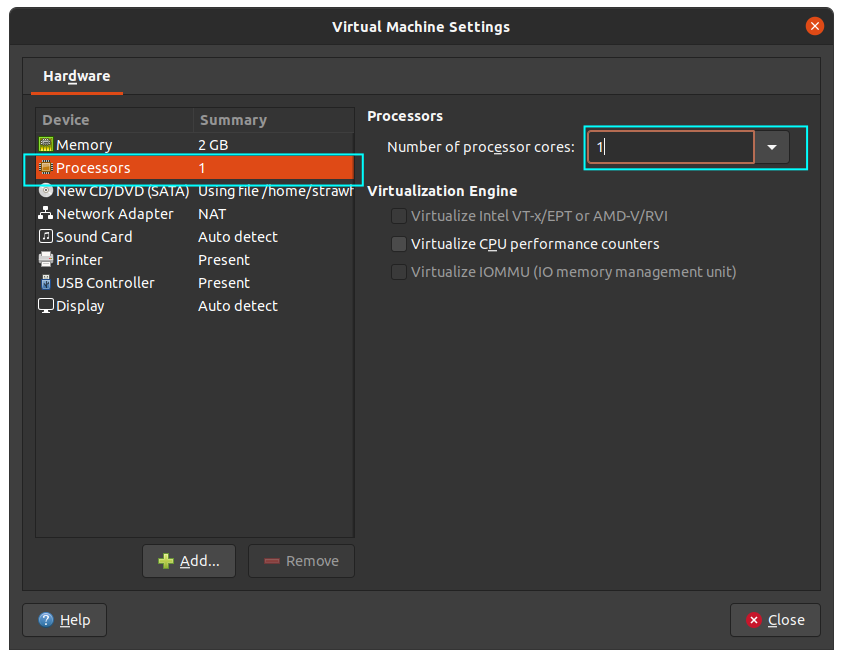 Virtual Machine Settings
Hardware
Device Summary
Memory 2 GB
Processors 1
New CD/DVD (SATA) Using file /home/strawl
Network Adapter NAT
Sound Card Auto detect
Printer Present
USB Controller Present
Display Auto detect
Add...
Remove
Processors
Number of processor cores: 1
Virtualization Engine
Virtualize Intel VT-x/EPT or AMD-V/RVI
Virtualize CPU performance counters
Virtualize IOMMU (IO memory management unit)
Help
Close